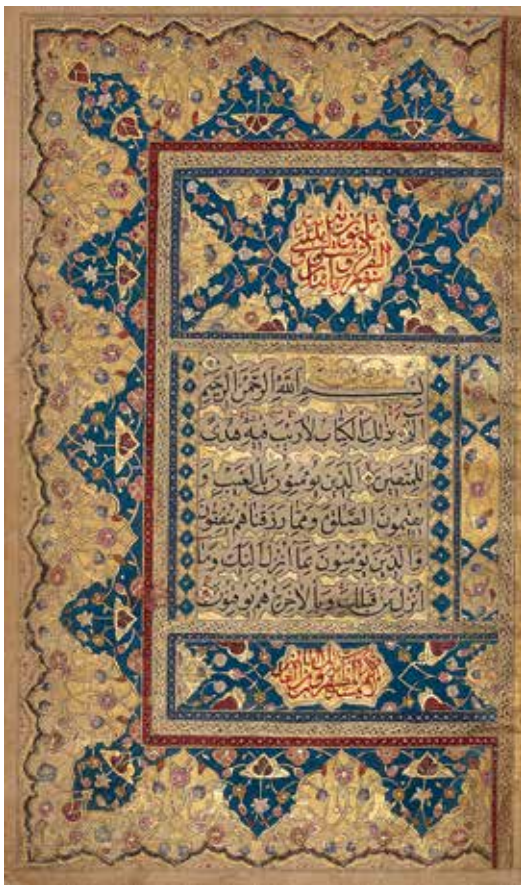 بسم الله الرحمن الرحيم
الم ذلك الكتاب لا ريب فيه هدى
للمتقين الذين يؤمنون بالغيب و
يقيمون الصلوة ومما رزقناهم ينفقون
والذين يؤمنون بما انزل اليك وما
انزل من قبلك وبالاخرة هم يوقنون